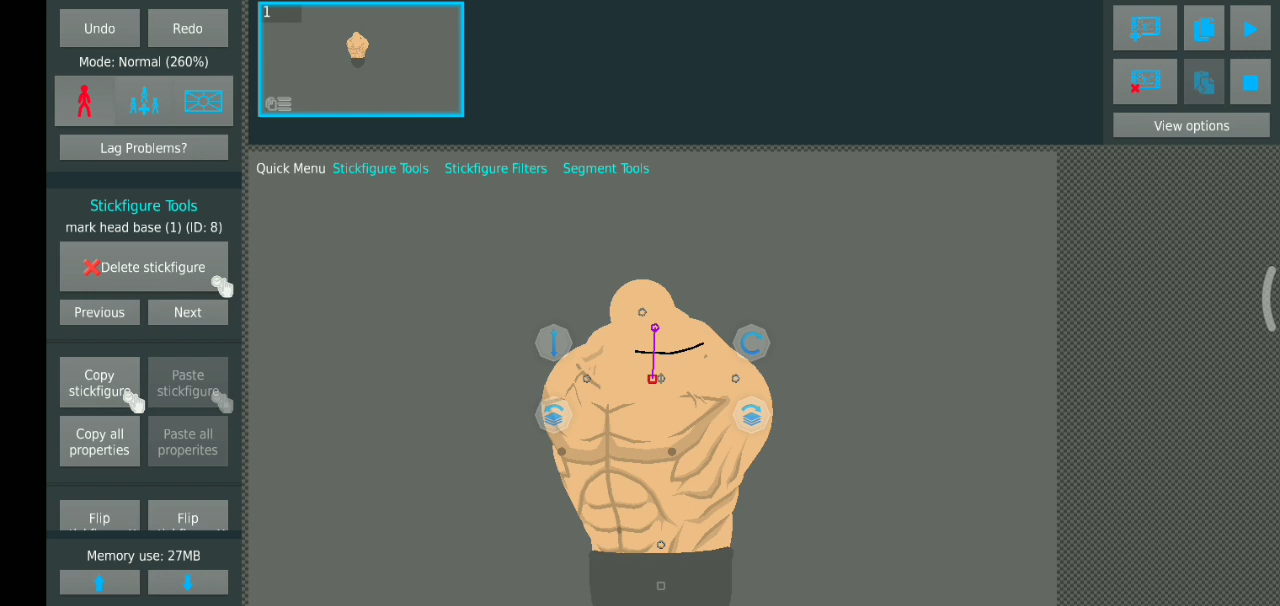 Undo
Redo
Mode: Normal (260%)
Lag Problems?
Stickfigure Tools
mark head base (1) (ID: 8)
Delete stickfigure
Previous
Next
Copy
stickfigure
Paste
stickfigure
Copy all
properties
Paste all
properites
Flip
Flip
Memory use: 27MB
1
View options
Quick Menu
Stickfigure Tools
Stickfigure Filters
Segment Tools